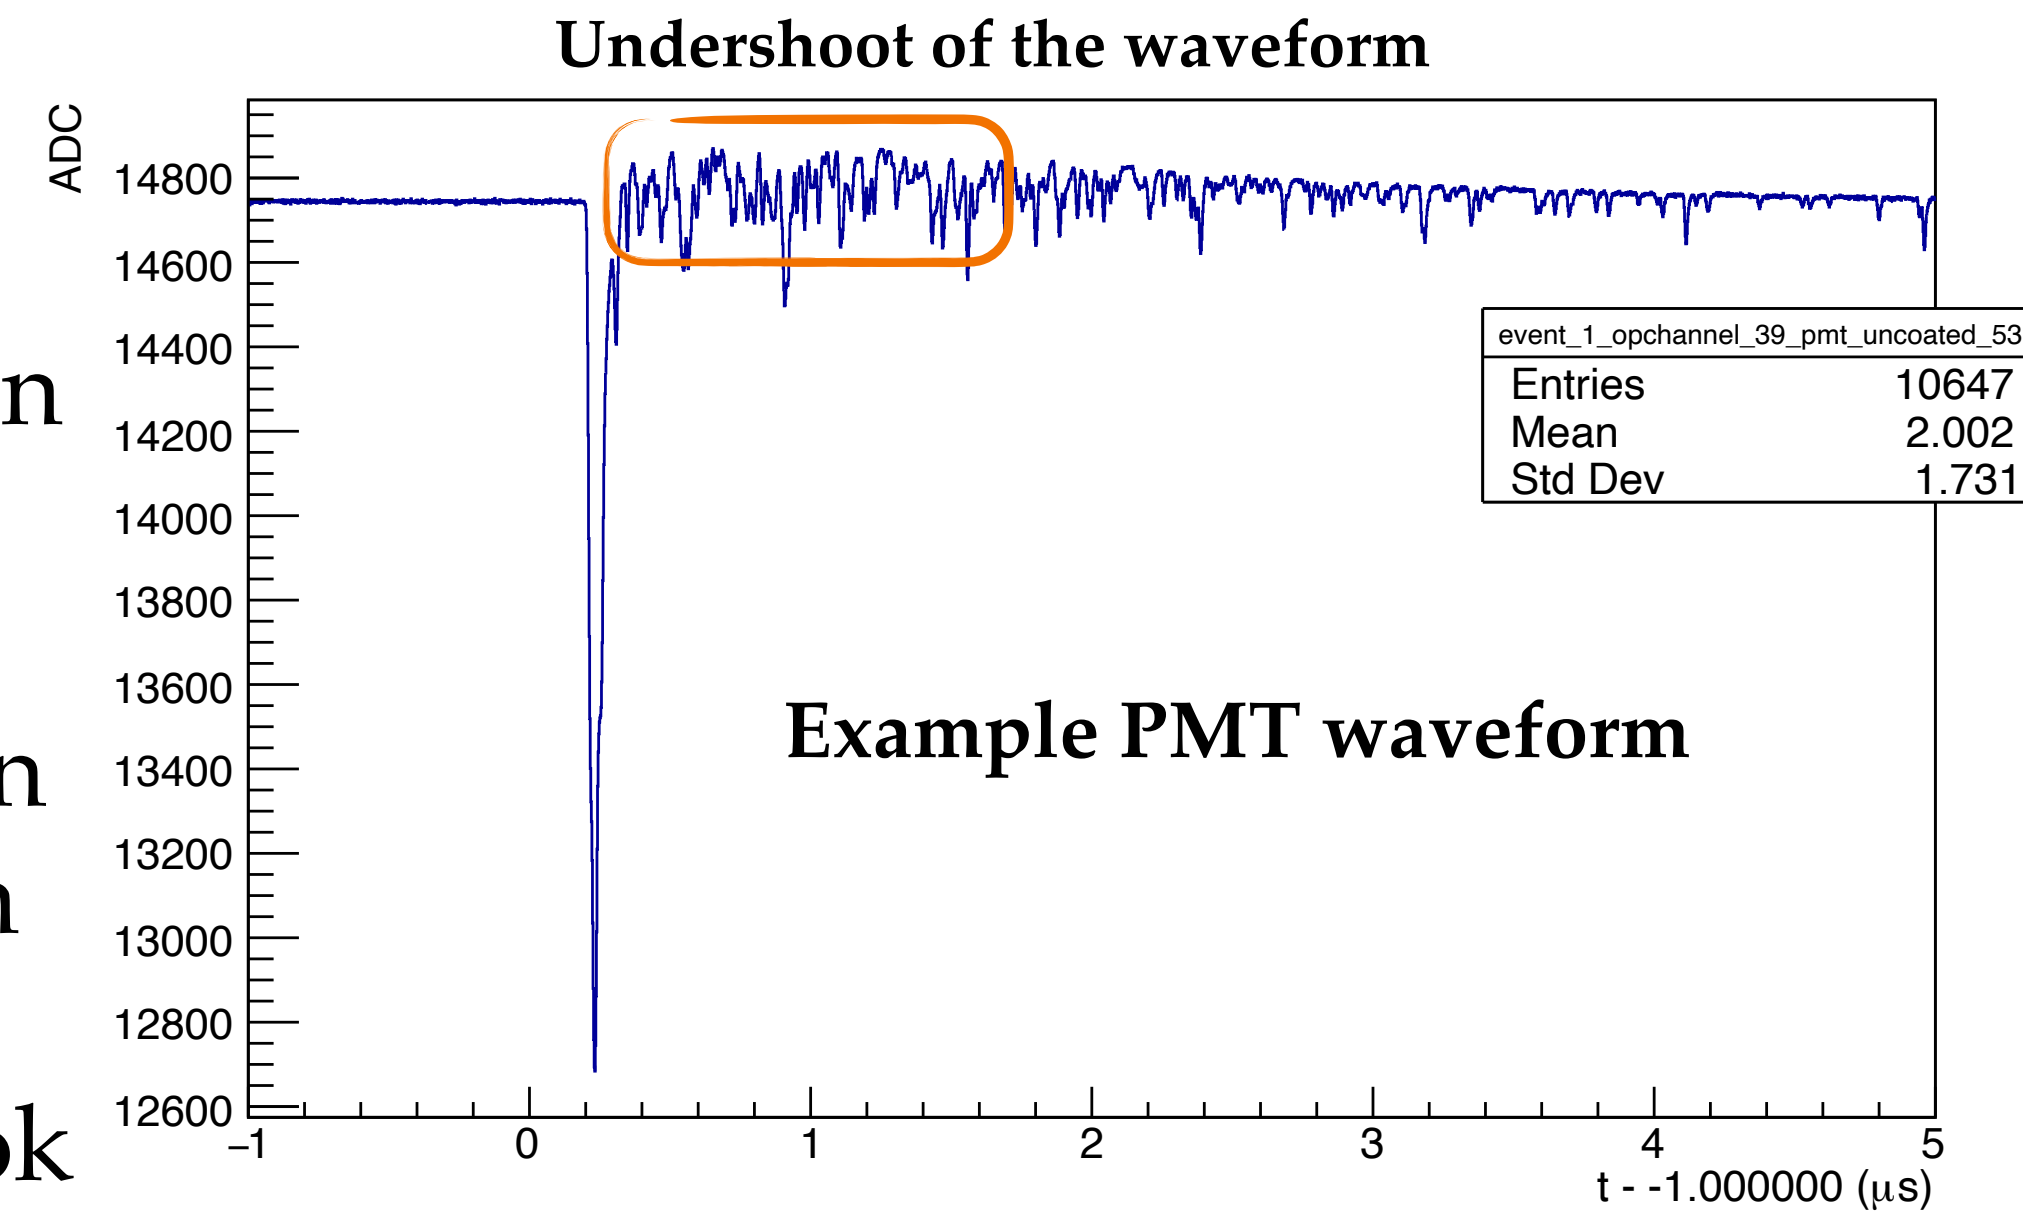 Undershoot of the waveform
ADC
14800
14600
14400
14200
14000
13800
13600
13400
13200
13000
12800
12600
n
n
n
ok
event_1_opchannel_39_pmt_uncoated_53
Entries 10647
Mean 2.002
Std Dev 1.731
Example PMT waveform
−1 0 1 2 3 4 5
t - -1.000000 (μs)